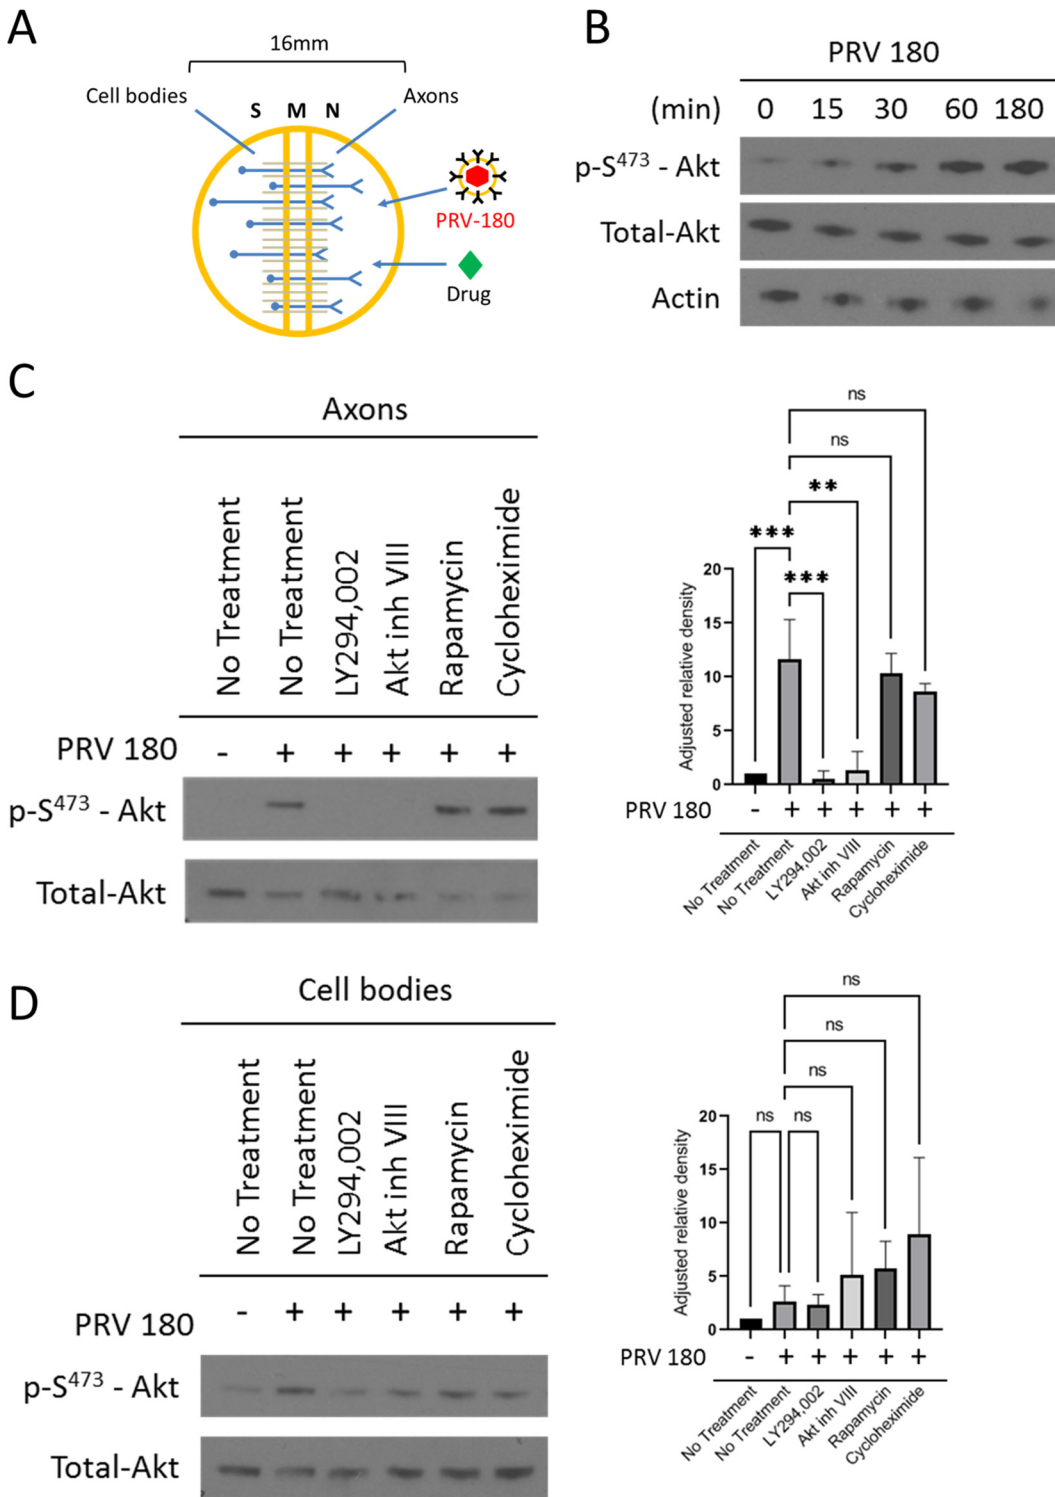 A
16mm
Cell bodies
S M N
Axons
PRV-180
Drug
B
PRV 180
(min) 0 15 30 60 180
p-S473 - Akt
Total-Akt
Actin
C
Axons
No Treatment
No Treatment
LY294,002
Akt inh VIII
Rapamycin
Cycloheximide
PRV 180 - + + + + +
p-S473 - Akt
Total-Akt
ns
ns
**
***
***
Adjusted relative density
20
15
10
5
0
PRV 180 - + + + + +
No Treatment
No Treatment
LY294,002
Akt inh VIII
Rapamycin
Cycloheximide
D
Cell bodies
No Treatment
No Treatment
LY294,002
Akt inh VIII
Rapamycin
Cycloheximide
PRV 180 - + + + + +
p-S473 - Akt
Total-Akt
ns
ns
ns
ns ns
Adjusted relative density
20
15
10
5
0
PRV 180 - + + + + +
No Treatment
No Treatment
LY294,002
Akt inh VIII
Rapamycin
Cycloheximide